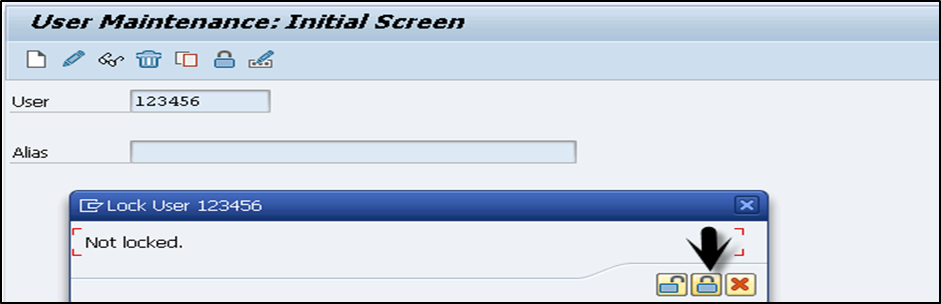 User Maintenance: Initial Screen
User 123456
Alias
Lock User 123456
Not locked.